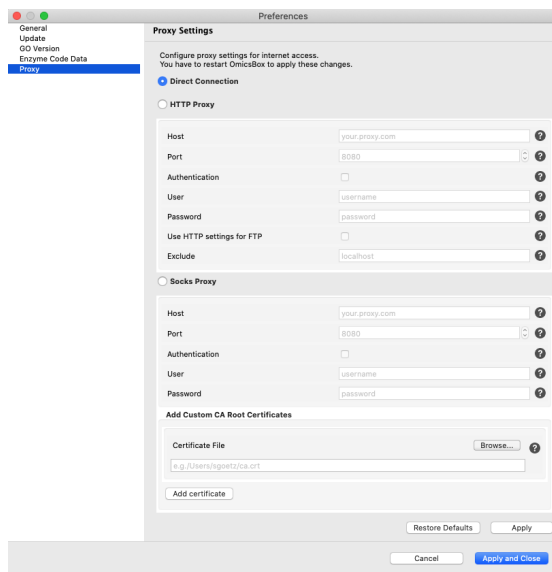 Preferences
General
Update
GO Version
Enzyme Code Data
Proxy
Proxy Settings
Configure proxy settings for internet access.
You have to restart OmicsBox to apply these changes.
Direct Connection
HTTP Proxy
Host your.proxy.com ?
Port 8080 ?
Authentication ?
User username ?
Password password ?
Use HTTP settings for FTP ?
Exclude localhost ?
Socks Proxy
Host your.proxy.com ?
Port 8080 ?
Authentication ?
User username ?
Password password ?
Add Custom CA Root Certificates
Certificate File Browse... ?
e.g./Users/sgoetz/ca.crt
Add certificate
Restore Defaults Apply
Cancel Apply and Close